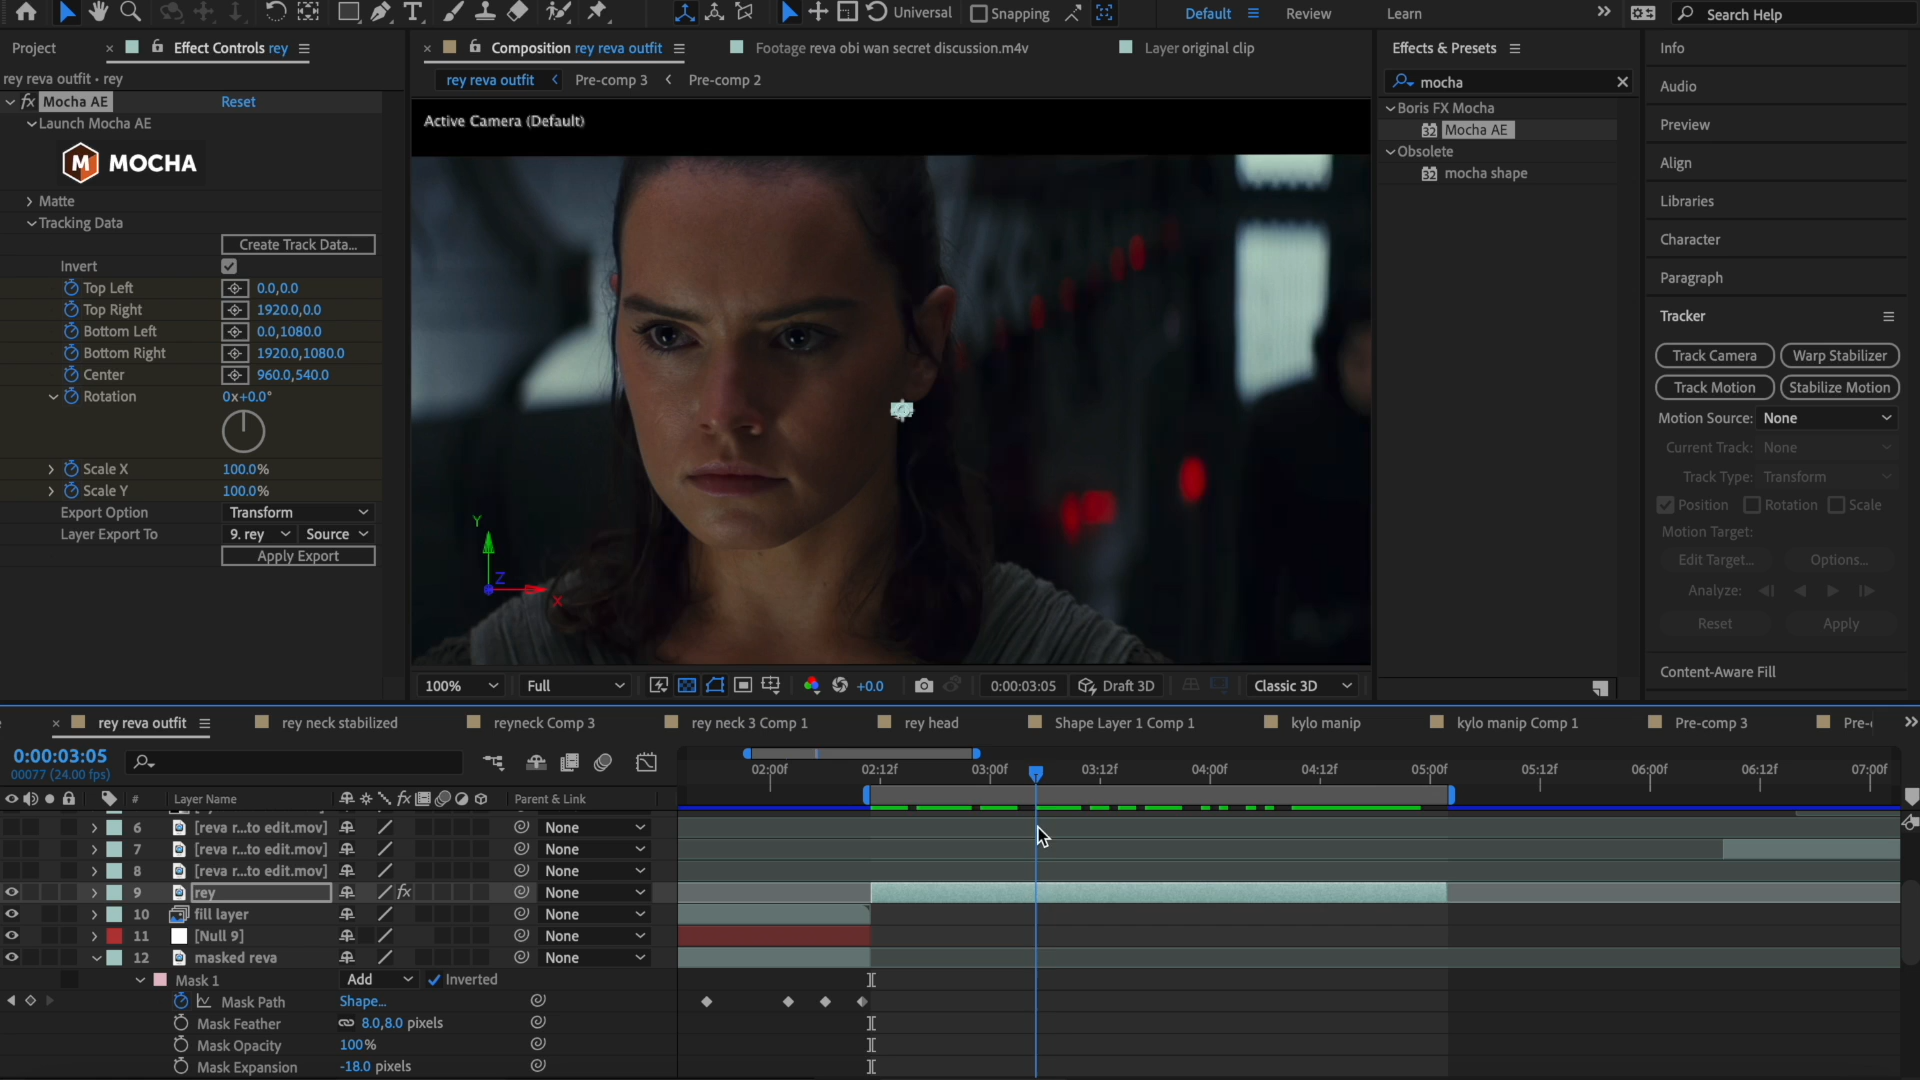 Universal
Snapping
Default
Review
Learn
Search Help
Project
Effect Controls rey
Composition rey reva outfit
Footage reva obi wan secret discussion.m4v
Layer original clip
Effects & Presets
Info
rey reva outfit • rey
rey reva outfit
Pre-comp 3
Pre-comp 2
mocha
Audio
fx Mocha AE
Reset
Boris FX Mocha
Launch Mocha AE
Active Camera (Default)
32 Mocha AE
Preview
M MOCHA
Obsolete
Align
32 mocha shape
Matte
Libraries
Tracking Data
Create Track Data...
Character
Invert
Paragraph
Top Left 0.0,0.0
Top Right 1920.0,0.0
Tracker
Bottom Left 0.0,1080.0
Bottom Right 1920.0,1080.0
Track Camera
Warp Stabilizer
Center 960.0,540.0
Track Motion
Stabilize Motion
Rotation 0x+0.0°
Motion Source: None
Current Track: None
Scale X 100.0%
Track Type: Transform
Scale Y 100.0%
Position Rotation Scale
Export Option Transform
Motion Target:
Layer Export To 9. rey Source
Y
Edit Target... Options...
Apply Export
Z
X
Analyze:
Reset Apply
Content-Aware Fill
100%
Full
+0.0
0:00:03:05
Draft 3D
Classic 3D
rey reva outfit
rey neck stabilized
reyneck Comp 3
rey neck 3 Comp 1
rey head
Shape Layer 1 Comp 1
kylo manip
kylo manip Comp 1
Pre-comp 3
0:00:03:05
00077 (24.00 fps)
02:00f 02:12f 03:00f 03:12f 04:00f 04:12f 05:00f 05:12f 06:00f 06:12f 07:00f
# Layer Name fx Parent & Link
6 [reva r...to edit.mov] None
7 [reva r...to edit.mov] None
8 [reva r...to edit.mov] None
9 rey fx None
10 fill layer None
11 [Null 9] None
12 masked reva None
Mask 1 Add Inverted
Mask Path Shape...
Mask Feather 8.0,8.0 pixels
Mask Opacity 100%
Mask Expansion -18.0 pixels